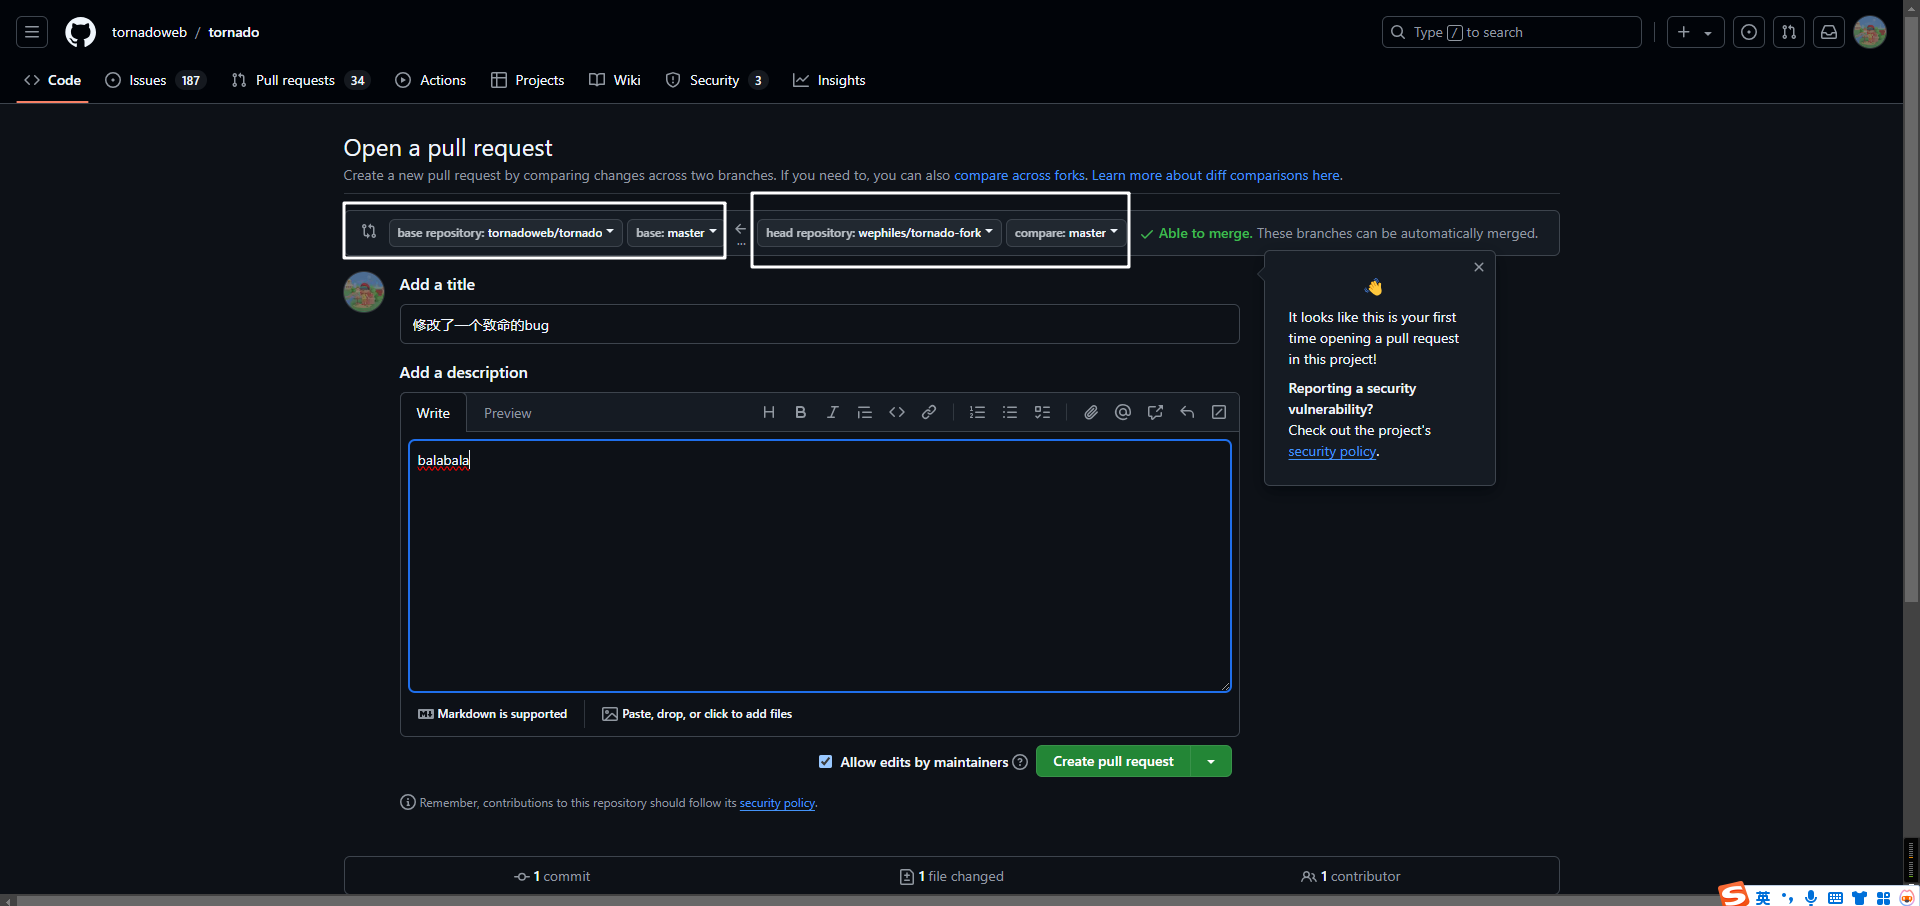 tornadoweb / tornado
Type / to search
Code
Issues 187
Pull requests 34
Actions
Projects
Wiki
Security 3
Insights
Open a pull request
Create a new pull request by comparing changes across two branches. If you need to, you can also compare across forks. Learn more about diff comparisons here.
base repository: tornadoweb/tornado
base: master
head repository: wephiles/tornado-fork
compare: master
Able to merge. These branches can be automatically merged.
It looks like this is your first
time opening a pull request
in this project!
Reporting a security
vulnerability?
Check out the project's
security policy.
Add a title
修改了一个致命的bug
Add a description
Write
Preview
balabala
Markdown is supported
Paste, drop, or click to add files
Allow edits by maintainers
Create pull request
Remember, contributions to this repository should follow its security policy.
1 commit
1 file changed
1 contributor
英